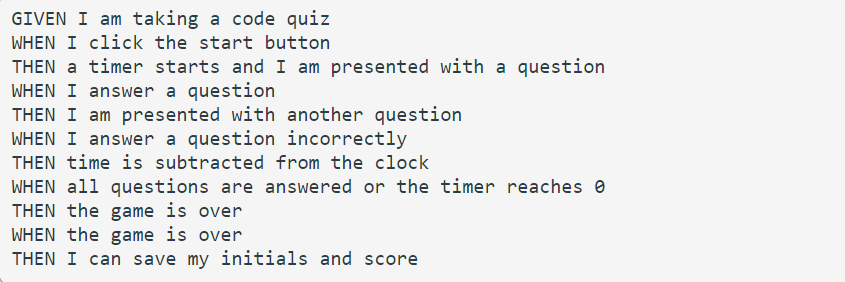 GIVEN I am taking a code quiz
WHEN I click the start button
THEN a timer starts and I am presented with a question
WHEN I answer a question
THEN I am presented with another question
WHEN I answer a question incorrectly
THEN time is subtracted from the clock
WHEN all questions are answered or the timer reaches 0
THEN the game is over
WHEN the game is over
THEN I can save my initials and score